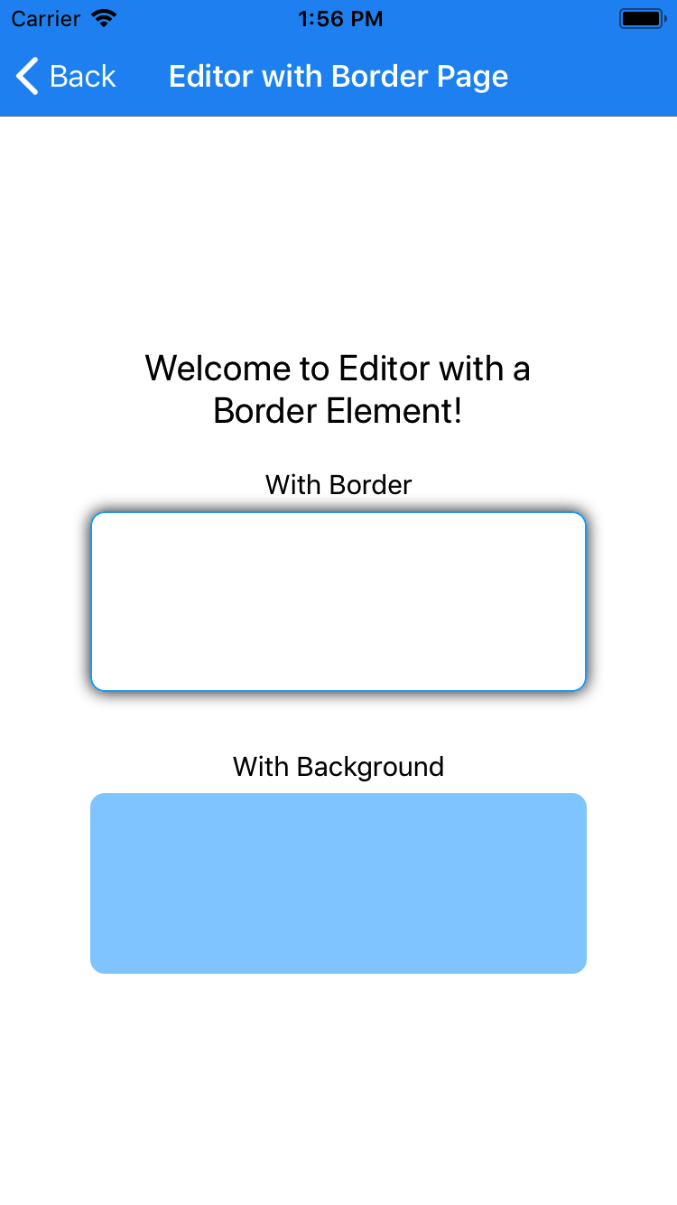 Carrier 1:56 PM
Back Editor with Border Page
Welcome to Editor with a
Border Element!
With Border
With Background